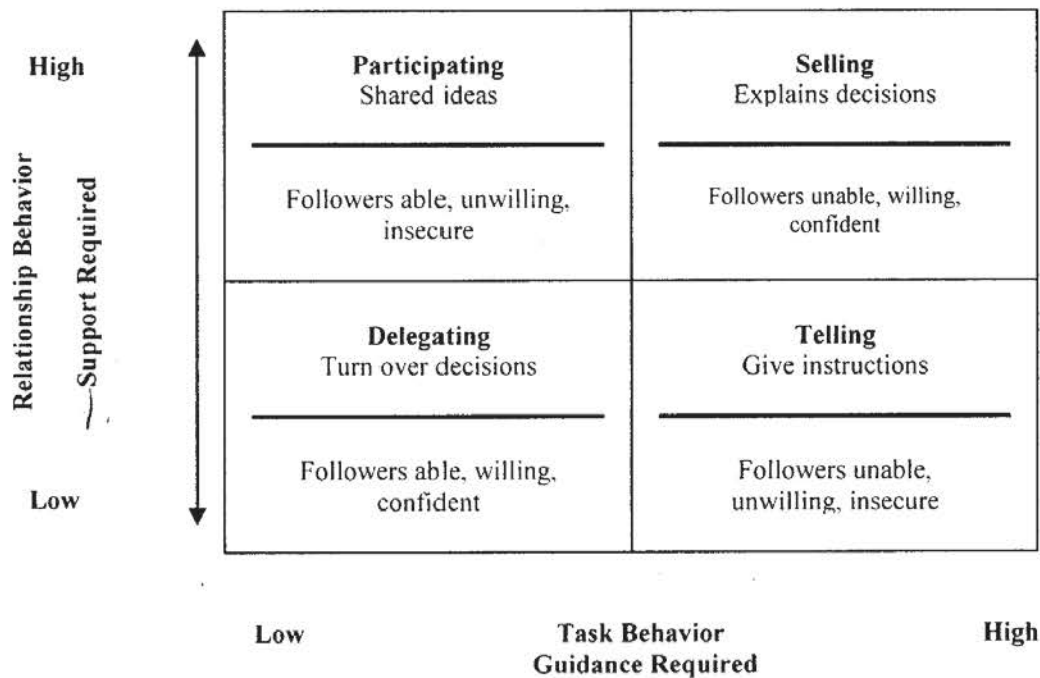 High
Relationship Behavior
Support Required
Low
Participating
Shared ideas
Followers able, unwilling,
insecure
Selling
Explains decisions
Followers unable, willing,
confident
Delegating
Turn over decisions
Followers able, willing,
confident
Telling
Give instructions
Followers unable,
unwilling, insecure
Low
Task Behavior
Guidance Required
High